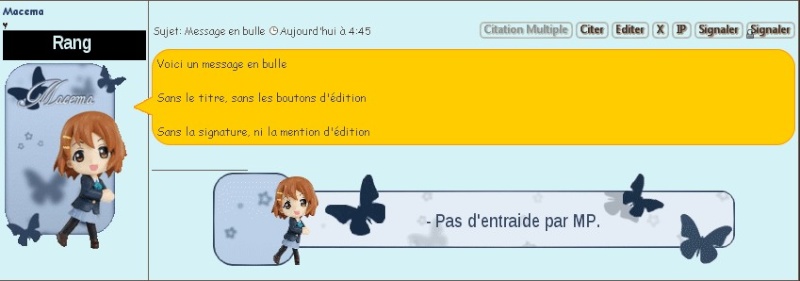 Macema
y
Rang
Macema
Sujet: Message en bulle Aujourd'hui à 4:45
Citation Multiple Citer Editer X IP Signaler Signaler
Voici un message en bulle
Sans le titre, sans les boutons d'édition
Sans la signature, ni la mention d'édition
- Pas d'entraide par MP.